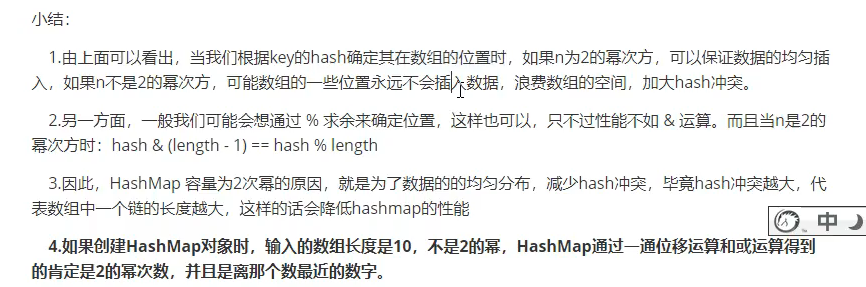 小结：
1.由上面可以看出，当我们根据key的hash确定其在数组的位置时，如果n为2的幂次方，可以保证数据的均匀插
入，如果n不是2的幂次方，可能数组的一些位置永远不会插入数据，浪费数组的空间，加大hash冲突。
2.另一方面，一般我们可能会想通过 % 求余来确定位置，这样也可以，只不过性能不如 & 运算。而且当n是2的
幂次方时：hash & (length - 1) == hash % length
3.因此，HashMap 容量为2次幂的原因，就是为了数据的的均匀分布，减少hash冲突，毕竟hash冲突越大，代
表数组中一个链的长度越大，这样的话会降低hashmap的性能
中
4.如果创建HashMap对象时，输入的数组长度是10，不是2的幂，HashMap通过一通位移运算和或运算得到
的肯定是2的幂次数，并且是离那个数最近的数字。